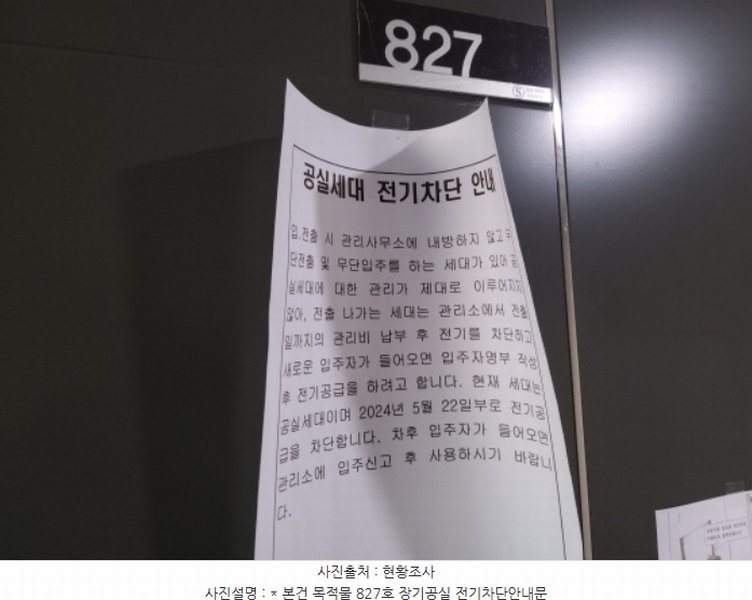 827
공실세대 전기차단 안내
입.전출 시 관리사무소에 내방하지 않고 무
단전출 및 무단입주를 하는 세대가 있어 공
실세대에 대한 관리가 제대로 이루어지지
않아, 전출 나가는 세대는 관리소에서 전출
일까지의 관리비 납부 후 전기를 차단하고
새로운 입주자가 들어오면 입주자명부 작성
후 전기공급을 하려고 합니다. 현재 세대는
공실세대이며 2024년 5월 22일부로 전기공
급을 차단합니다. 차후 입주자가 들어오면
관리소에 입주신고 후 사용하시기 바랍니
다.
사진출처 : 현황조사
사진설명 : * 본건 목적물 827호 장기공실 전기차단안내문